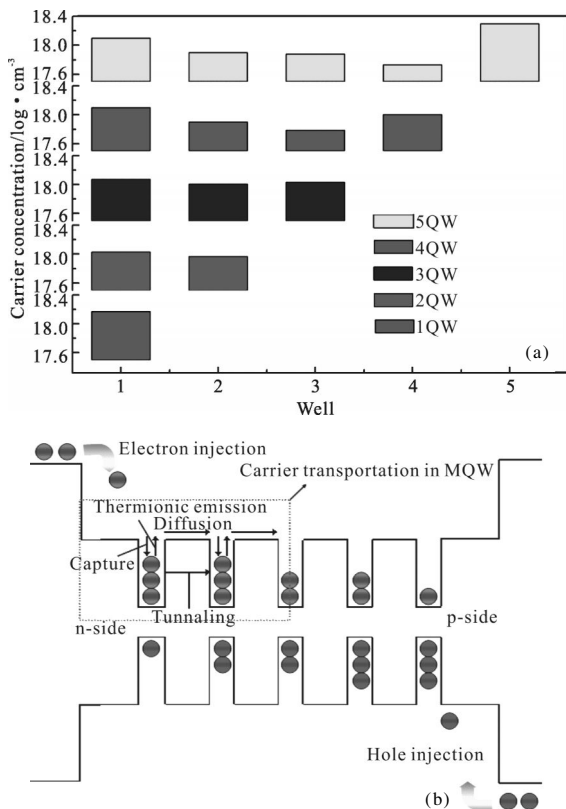 18.4
18.0
17.6
18.4
18.0
17.6
18.4
18.0
17.6
18.4
18.0
17.6
18.4
18.0
17.6
Carrier concentration/log • cm⁻³
5QW
4QW
3QW
2QW
1QW
(a)
1 2 3 4 5
Well
Electron injection
Carrier transportation in MQW
Thermionic emission
Diffusion
Capture
Tunnaling
n-side
p-side
Hole injection
(b)